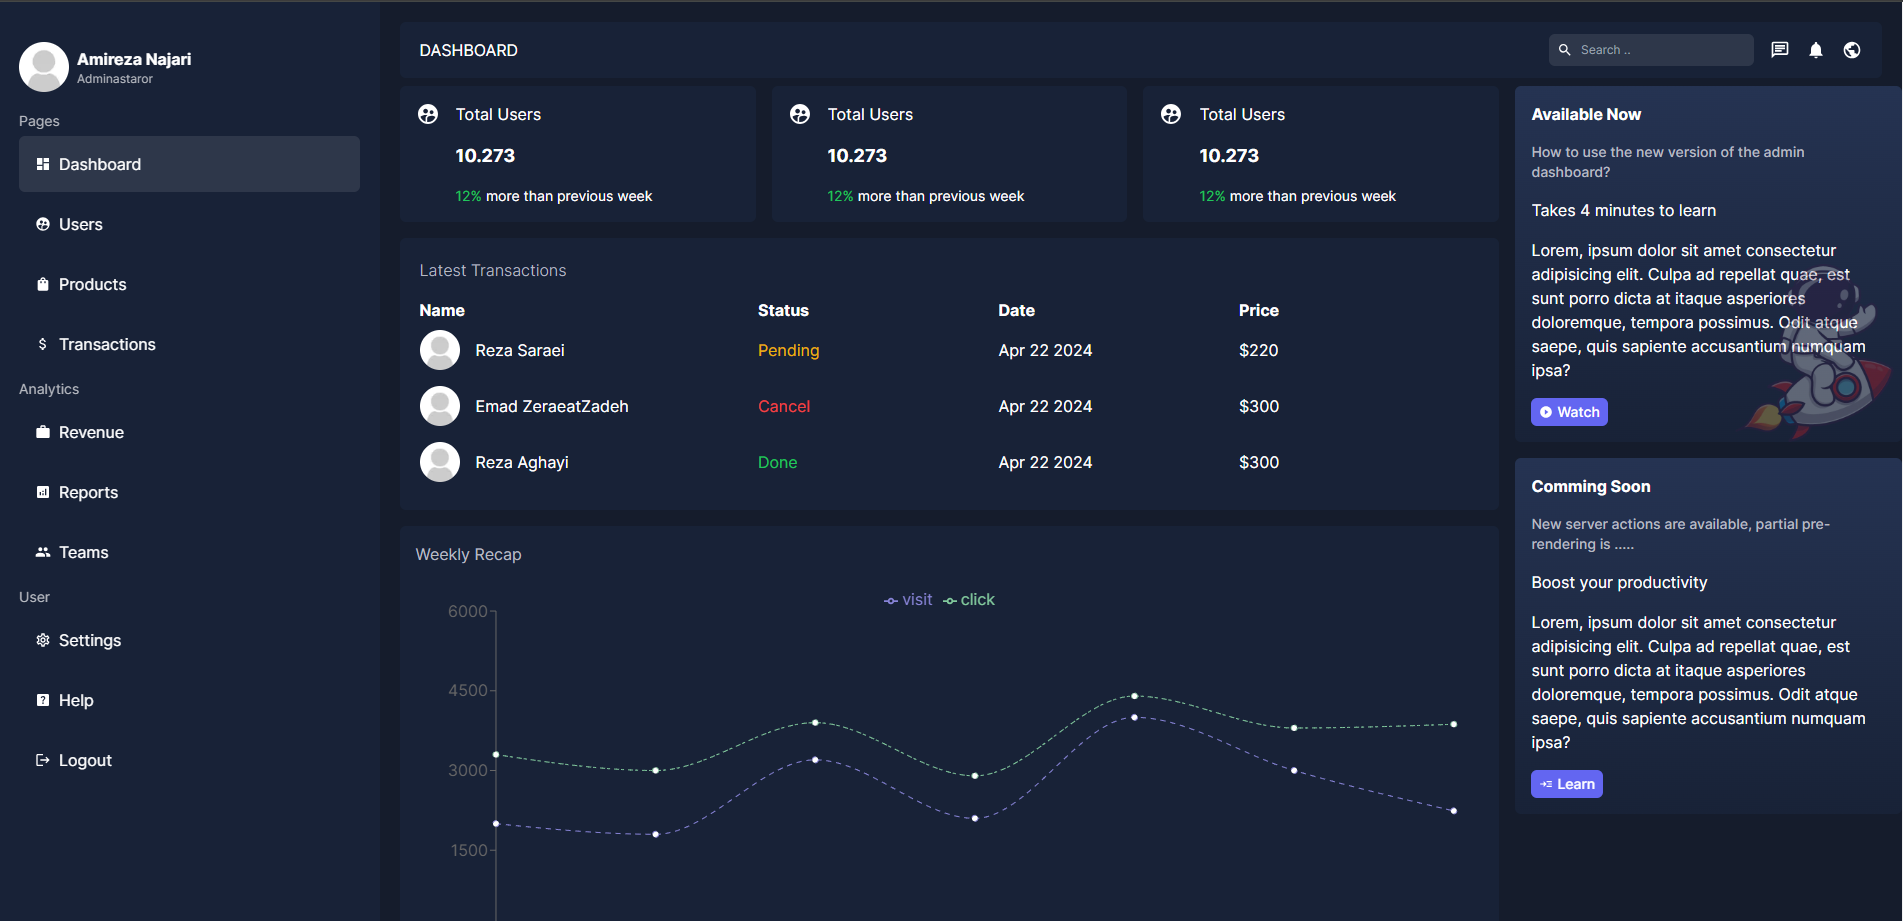 Amireza Najari
Adminastaror
Pages
Dashboard
Users
Products
Transactions
Analytics
Revenue
Reports
Teams
User
Settings
Help
Logout
DASHBOARD
Search ..
Total Users
10.273
12% more than previous week
Total Users
10.273
12% more than previous week
Total Users
10.273
12% more than previous week
Latest Transactions
Name Status Date Price
Reza Saraei Pending Apr 22 2024 $220
Emad ZeraeatZadeh Cancel Apr 22 2024 $300
Reza Aghayi Done Apr 22 2024 $300
Weekly Recap
visit click
6000
4500
3000
1500
Available Now
How to use the new version of the admin
dashboard?
Takes 4 minutes to learn
Lorem, ipsum dolor sit amet consectetur
adipisicing elit. Culpa ad repellat quae, est
sunt porro dicta at itaque asperiores
doloremque, tempora possimus. Odit atque
saepe, quis sapiente accusantium numquam
ipsa?
Watch
Comming Soon
New server actions are available, partial pre-
rendering is .....
Boost your productivity
Lorem, ipsum dolor sit amet consectetur
adipisicing elit. Culpa ad repellat quae, est
sunt porro dicta at itaque asperiores
doloremque, tempora possimus. Odit atque
saepe, quis sapiente accusantium numquam
ipsa?
Learn